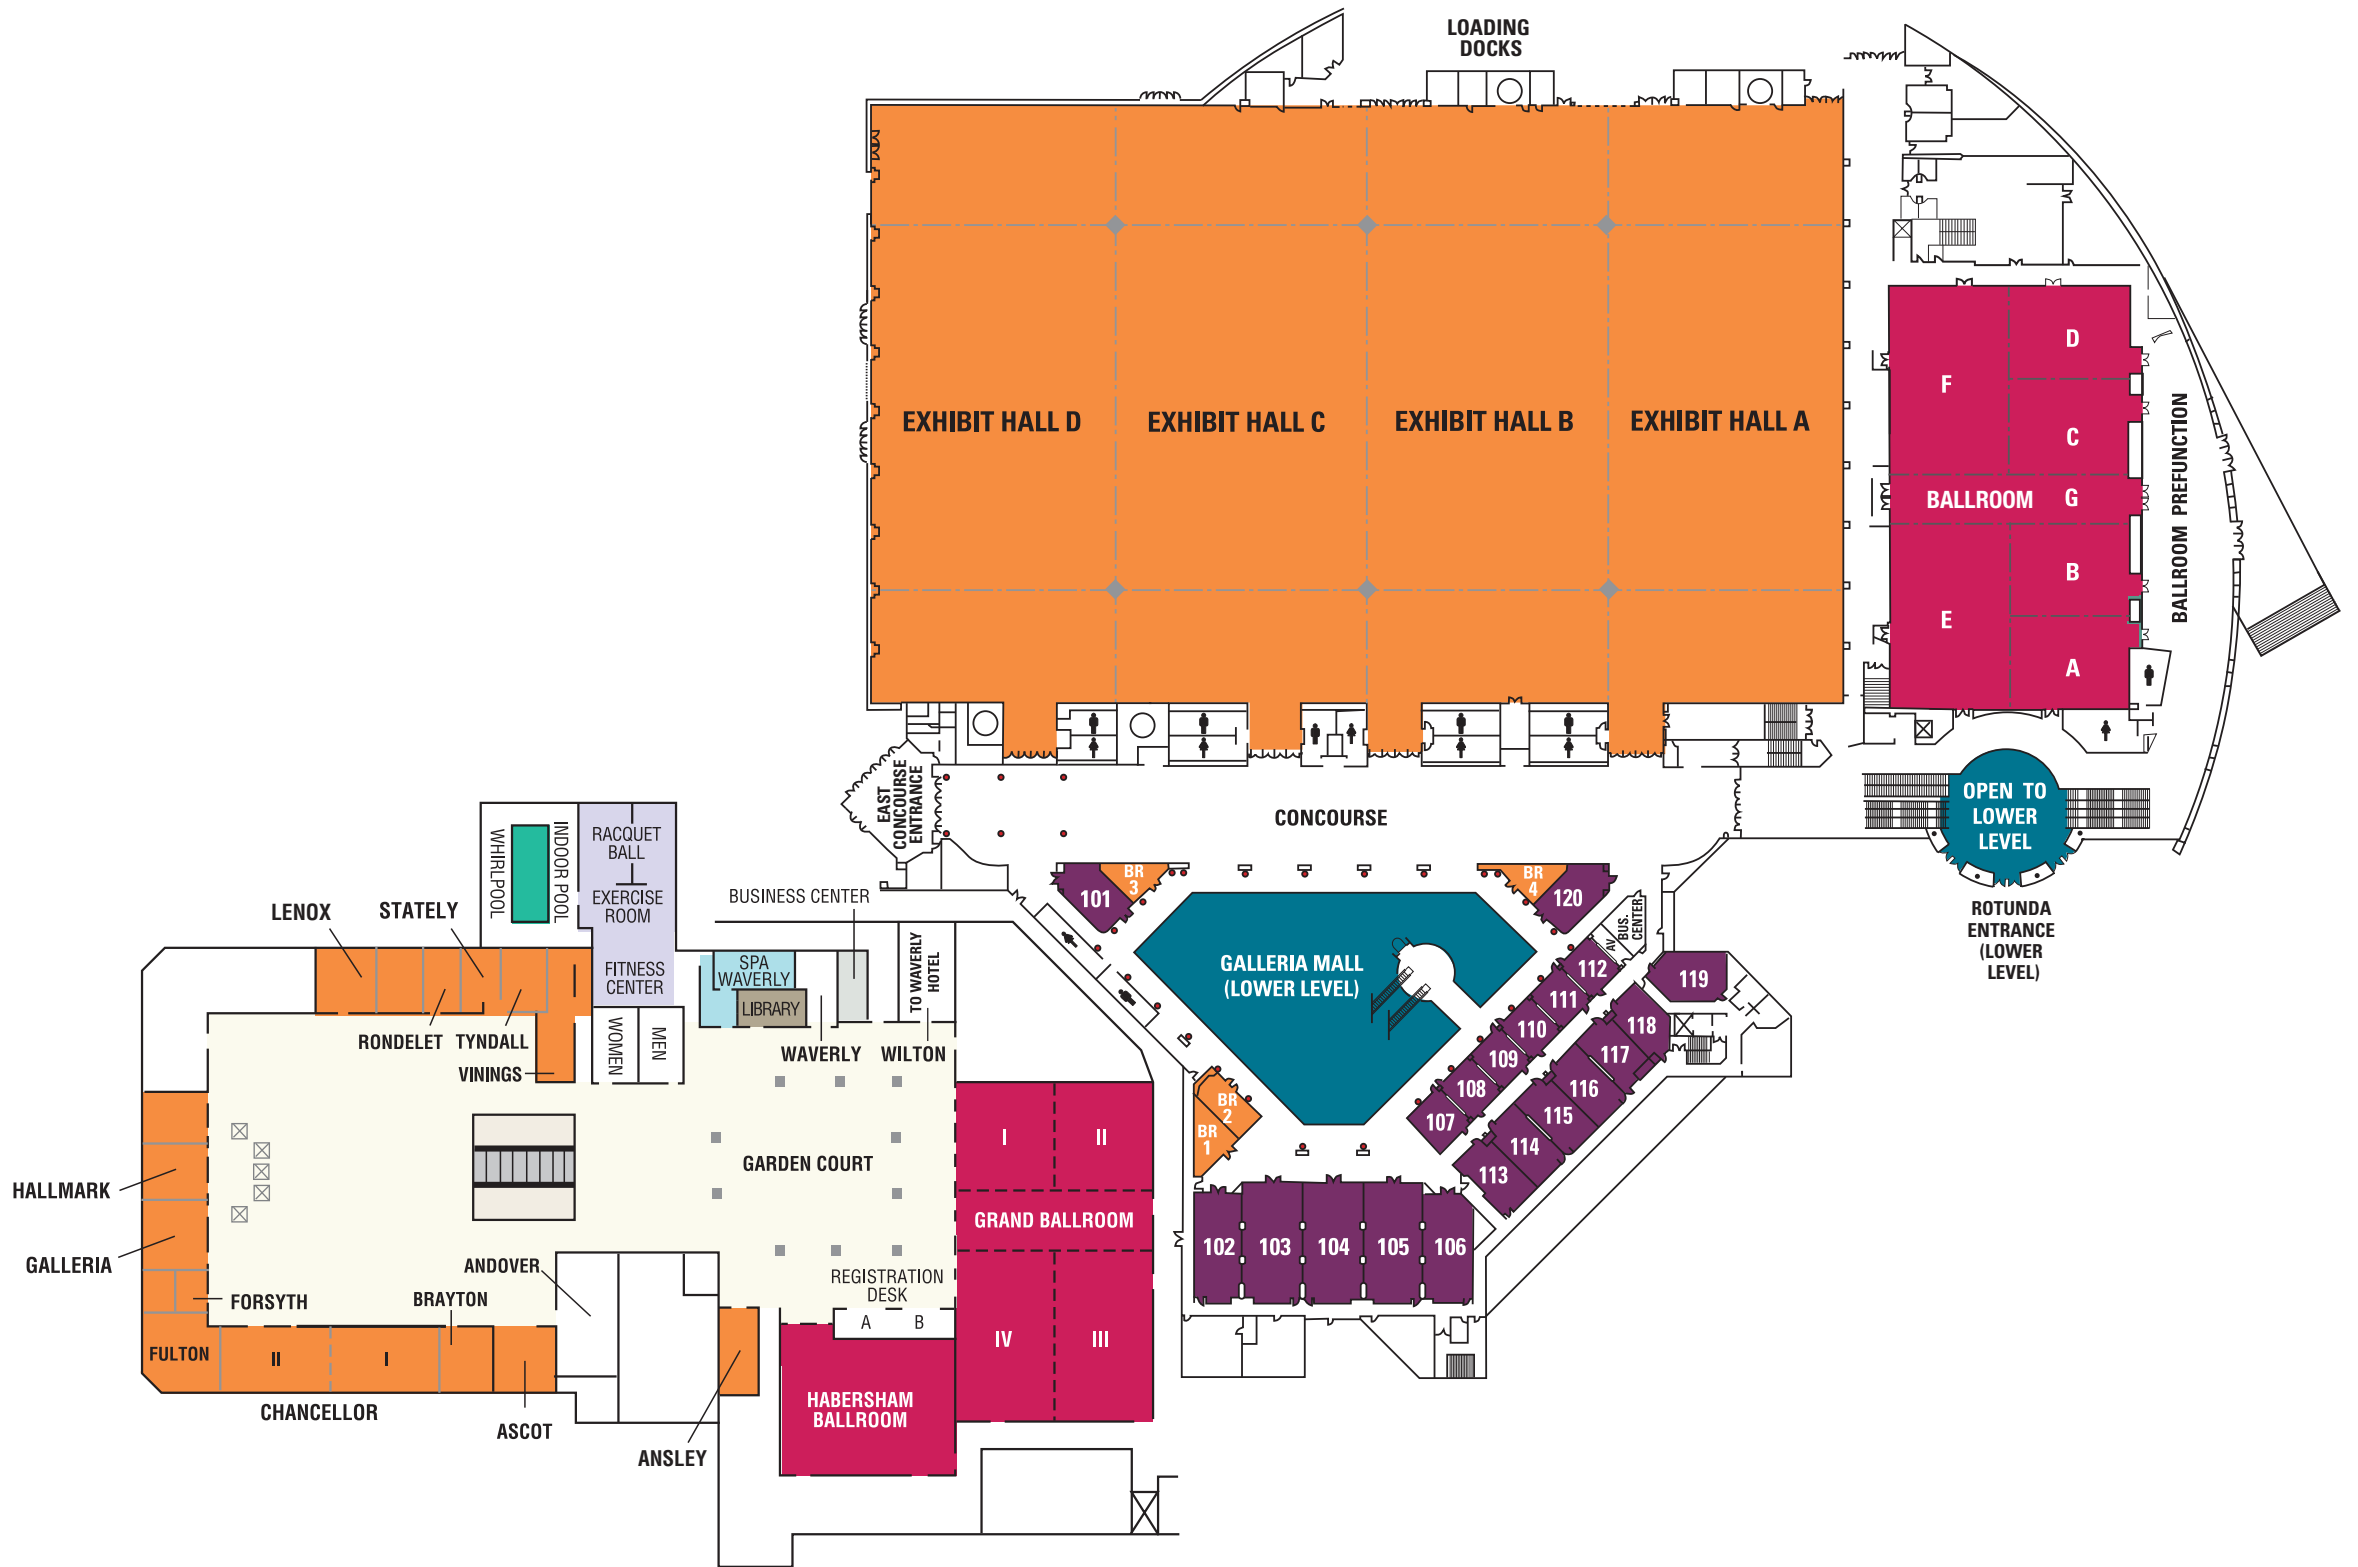 LOADING
DOCKS
EXHIBIT HALL D
EXHIBIT HALL C
EXHIBIT HALL B
EXHIBIT HALL A
D
F
C
BALLROOM G
B
E
A
BALLROOM PREFUNCTION
EAST
CONCOURSE
ENTRANCE
CONCOURSE
OPEN TO
LOWER
LEVEL
ROTUNDA
ENTRANCE
(LOWER
LEVEL)
BR
3
101
BR
4
120
AV
BUS.
CENTER
GALLERIA MALL
(LOWER LEVEL)
112
119
111
110
118
109
117
108
116
107
115
114
113
BR
2
BR
1
102
103
104
105
106
WHIRLPOOL
INDOOR POOL
RACQUET
BALL
EXERCISE
ROOM
FITNESS
CENTER
BUSINESS CENTER
LENOX
STATELY
SPA
WAVERLY
LIBRARY
TO WAVERLY
HOTEL
RONDELET
TYNDALL
VININGS
WOMEN
MEN
WAVERLY
WILTON
I
II
GARDEN COURT
HALLMARK
GRAND BALLROOM
GALLERIA
ANDOVER
REGISTRATION
DESK
FORSYTH
BRAYTON
A
B
FULTON
II
I
IV
III
CHANCELLOR
ASCOT
ANSLEY
HABERSHAM
BALLROOM